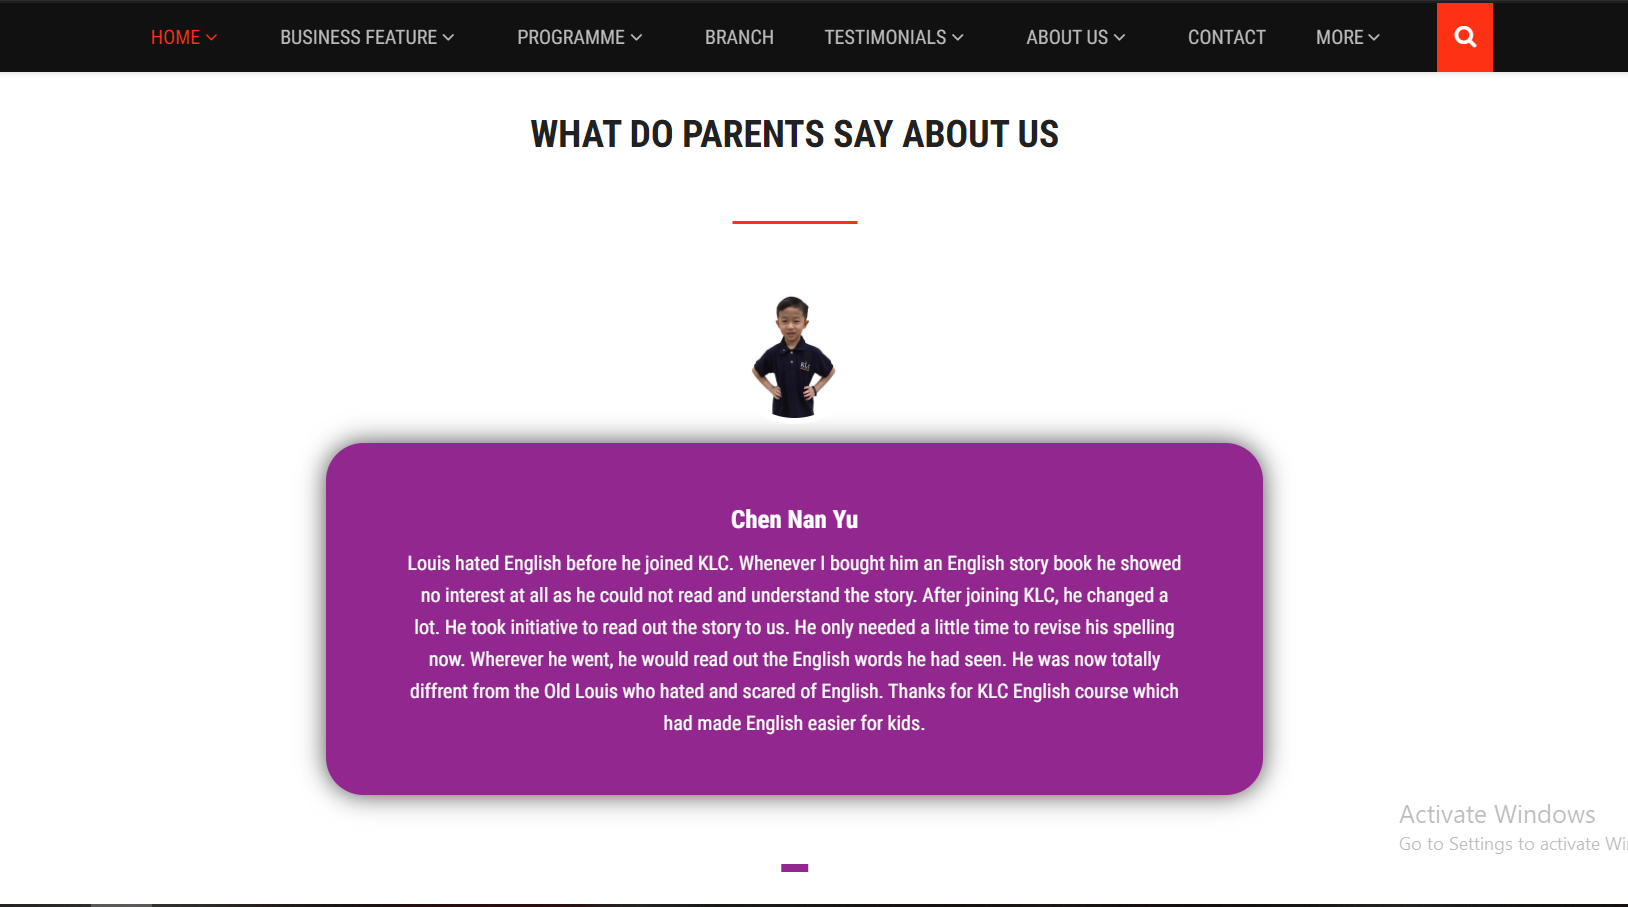 HOME BUSINESS FEATURE PROGRAMME BRANCH TESTIMONIALS ABOUT US CONTACT MORE
WHAT DO PARENTS SAY ABOUT US
KLC
Chen Nan Yu
Louis hated English before he joined KLC. Whenever I bought him an English story book he showed
no interest at all as he could not read and understand the story. After joining KLC, he changed a
lot. He took initiative to read out the story to us. He only needed a little time to revise his spelling
now. Wherever he went, he would read out the English words he had seen. He was now totally
diffrent from the Old Louis who hated and scared of English. Thanks for KLC English course which
had made English easier for kids.
Activate Windows
Go to Settings to activate Wi